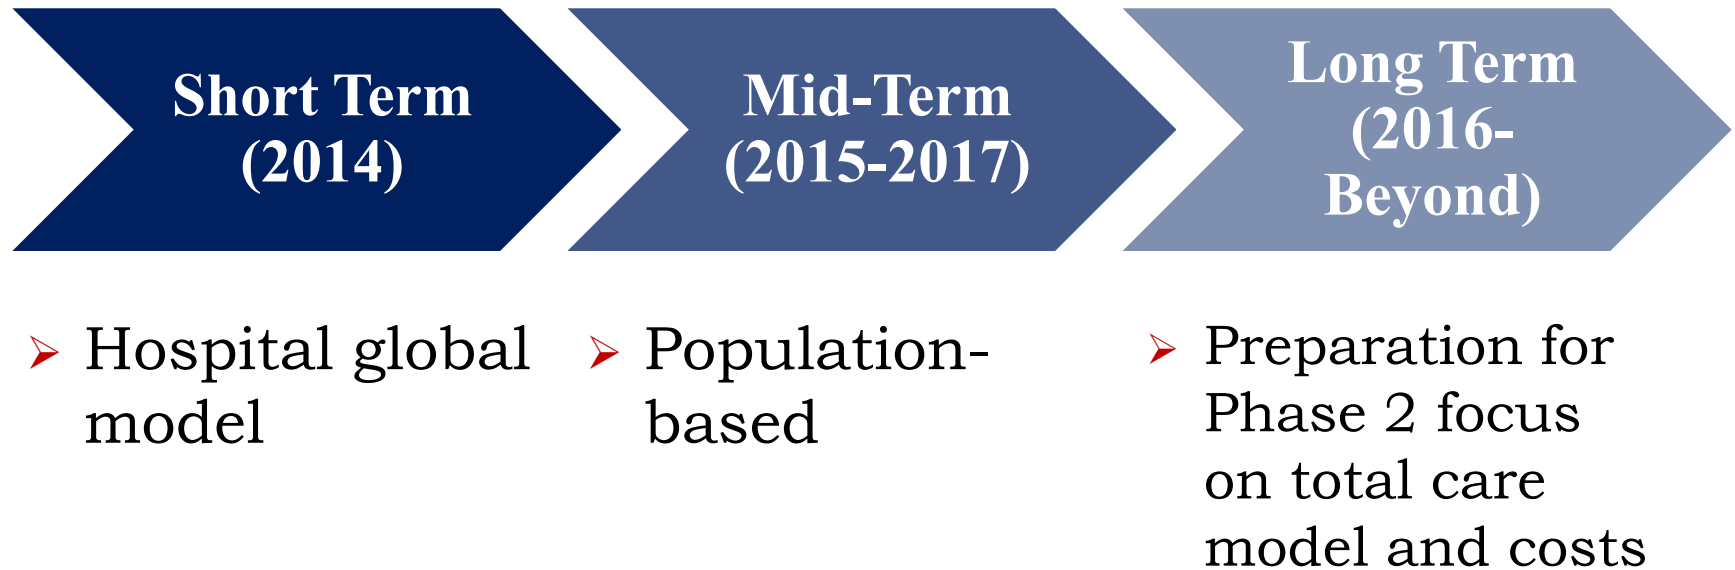 Short Term
(2014)
Mid-Term
(2015-2017)
Long Term
(2016-
Beyond)
Hospital global
model
Population-
based
Preparation for
Phase 2 focus
on total care
model and costs